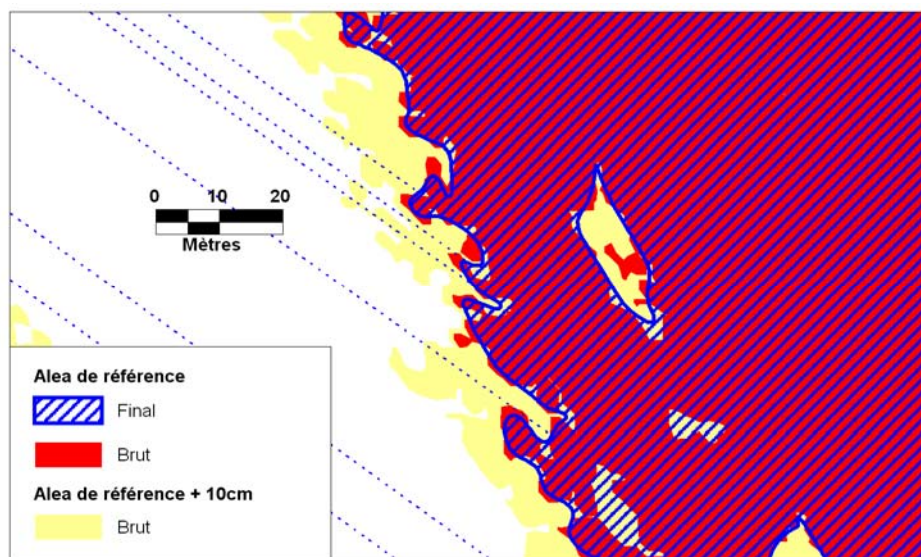 0 10 20
Mètres
Alea de référence
Final
Brut
Alea de référence + 10cm
Brut